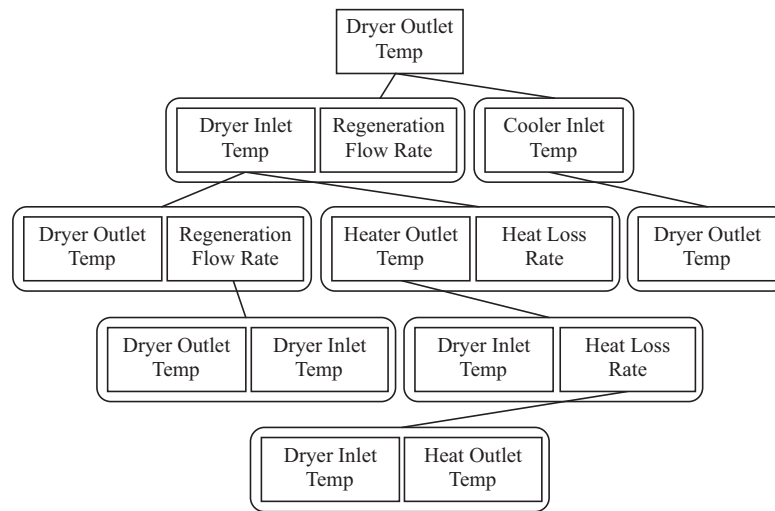 Dryer Outlet
Temp
Dryer Inlet
Temp
Regeneration
Flow Rate
Cooler Inlet
Temp
Dryer Outlet
Temp
Regeneration
Flow Rate
Heater Outlet
Temp
Heat Loss
Rate
Dryer Outlet
Temp
Dryer Outlet
Temp
Dryer Inlet
Temp
Dryer Inlet
Temp
Heat Loss
Rate
Dryer Inlet
Temp
Heat Outlet
Temp